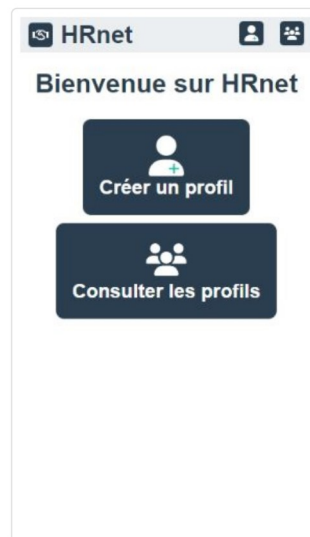 HRnet
Bienvenue sur HRnet
Créer un profil
Consulter les profils